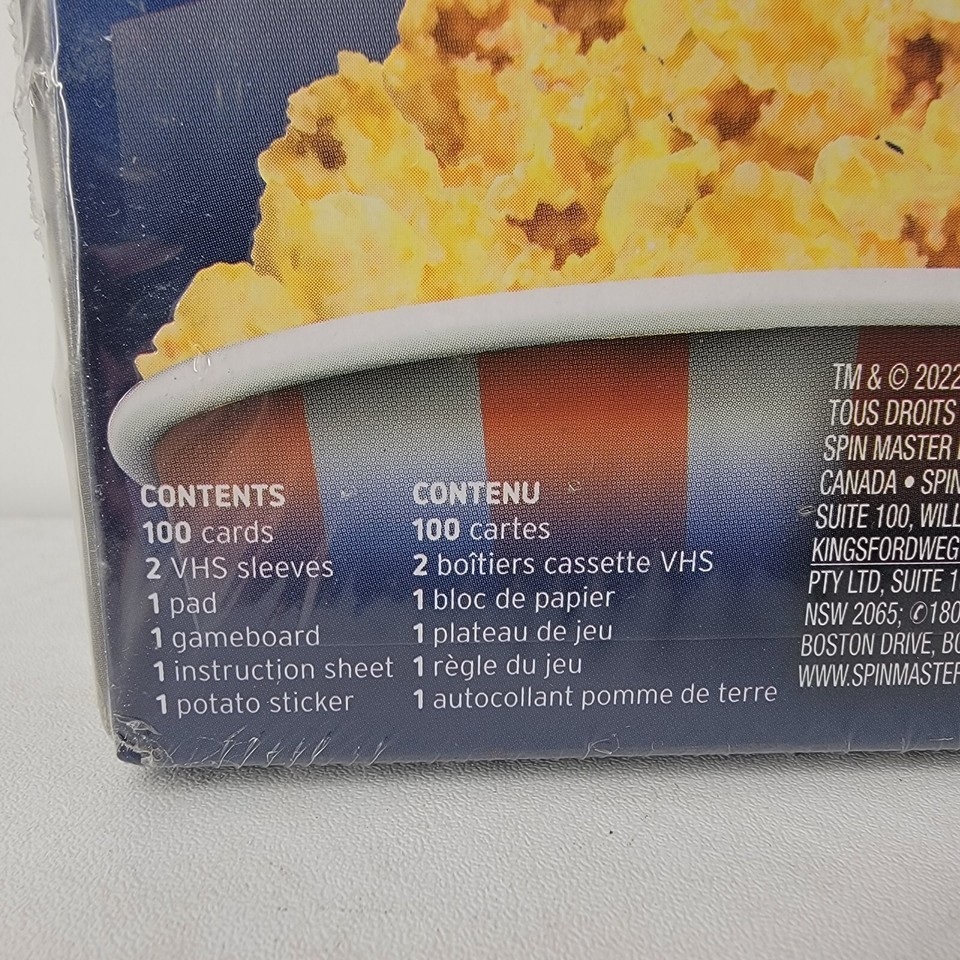 CONTENTS
100 cards
2 VHS sleeves
1 pad
1 gameboard
1 instruction sheet
1 potato sticker
CONTENU
100 cartes
2 boîtiers cassette VHS
1 bloc de papier
1 plateau de jeu
1 règle du jeu
1 autocollant pomme de terre
TM & © 2022
TOUS DROITS
SPIN MASTER
CANADA • SPIN
SUITE 100, WILL
KINGSFORDWEG
PTY LTD, SUITE 1
NSW 2065; ✆180
BOSTON DRIVE, BO
WWW.SPINMASTER